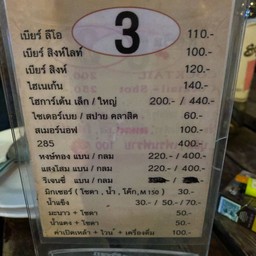 3
เบียร์ ลีโอ 110.-
เบียร์ สิงห์ไลท์ 100.-
เบียร์ สิงห์ 120.-
ไฮเนเก้น 140.-
โฮการ์เด้น เล็ก / ใหญ่ 200.- / 440.-
ไซเดอร์เบย / สปาย คลาสิค 60.-
สเมอร์นอฟ 100.-
285 400.-
หงษ์ทอง แบน / กลม 220.- / 400.-
แสงโสม แบน / กลม 220.- / 400.-
รีเจนซี่ แบน / กลม
มิกเซอร์ ( โซดา , น้ำ , โค้ก, M 150 ) 30.-
น้ำแข็ง 30.- / 50.- / 70.-
มะนาว + โซดา 50.-
น้ำแดง + โซดา 50.-
ค่าเปิดเหล้า + ไวน์ + เครื่องดื่ม 100.-